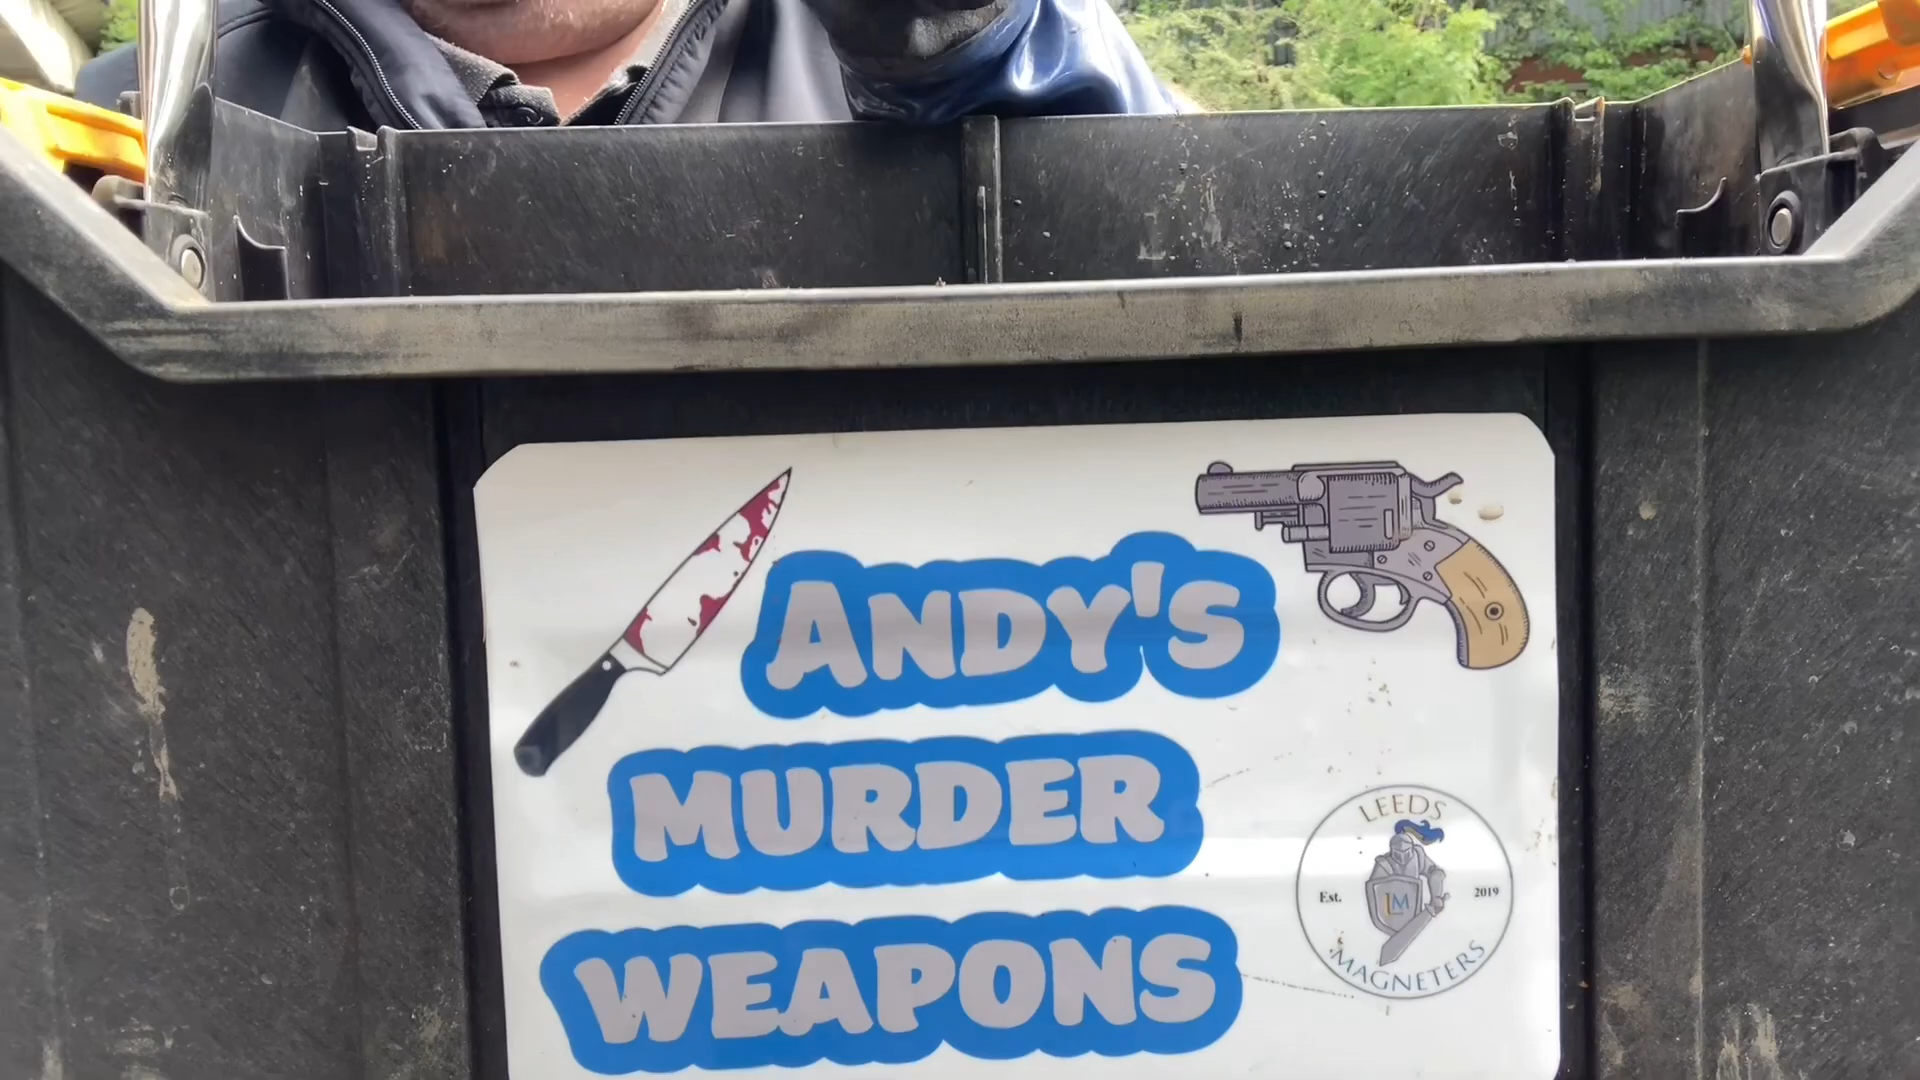 ANDY'S
MURDER
WEAPONS
LEEDS
Est. 2019
LM
MAGNETERS